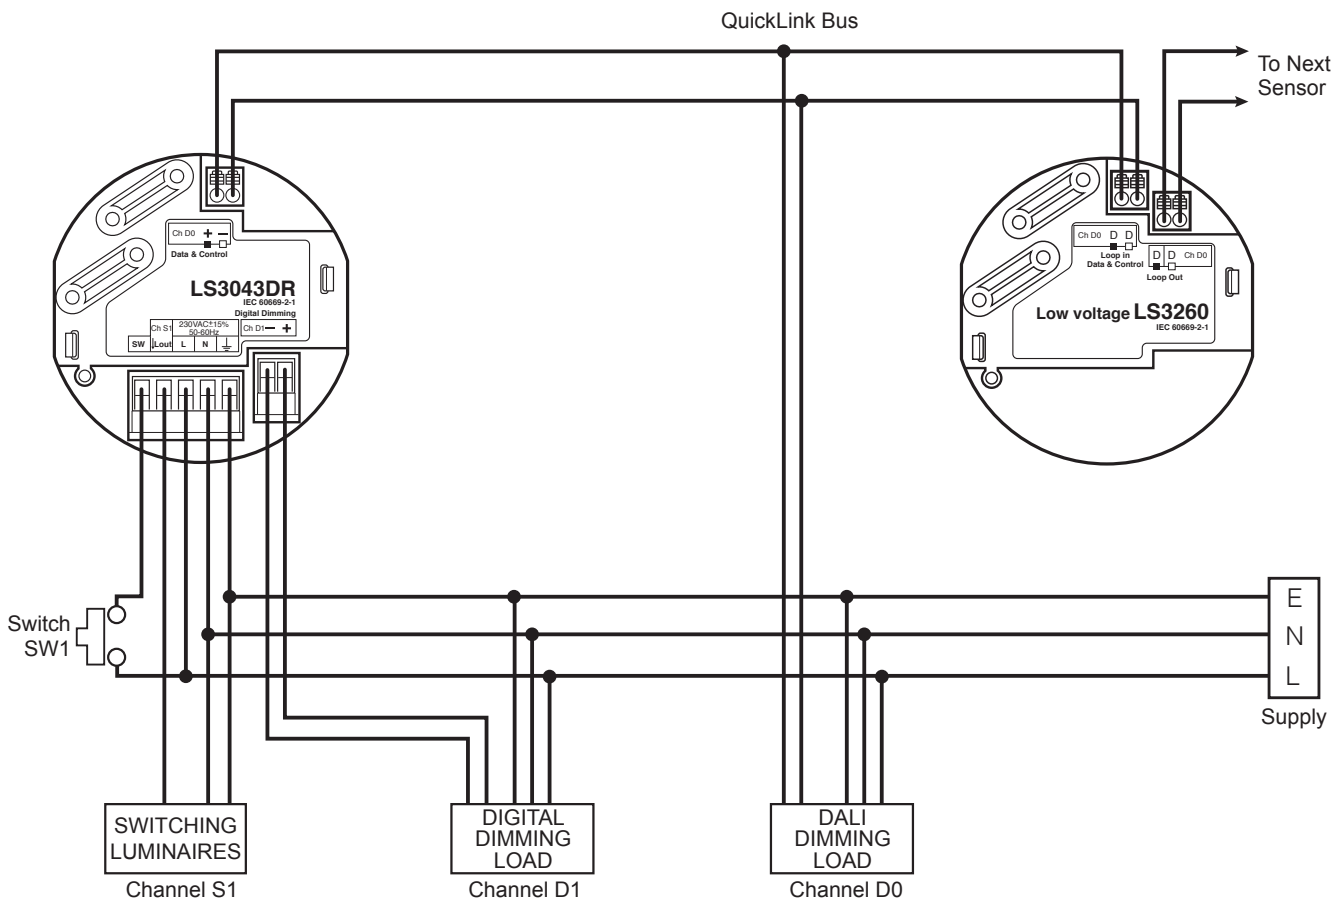 QuickLink Bus
To Next
Sensor
Ch D0 + −
Data & Control
LS3043DR
IEC 60669-2-1
Digital Dimming
Ch S1
230VAC±15%
50-60Hz
Ch D1 − +
SW ↓Lout L N ⏚
Ch D0 D D
Loop in
Data & Control
D D Ch D0
Loop Out
Low voltage LS3260
IEC 60669-2-1
Switch
SW1
E
N
L
Supply
SWITCHING
LUMINAIRES
Channel S1
DIGITAL
DIMMING
LOAD
Channel D1
DALI
DIMMING
LOAD
Channel D0